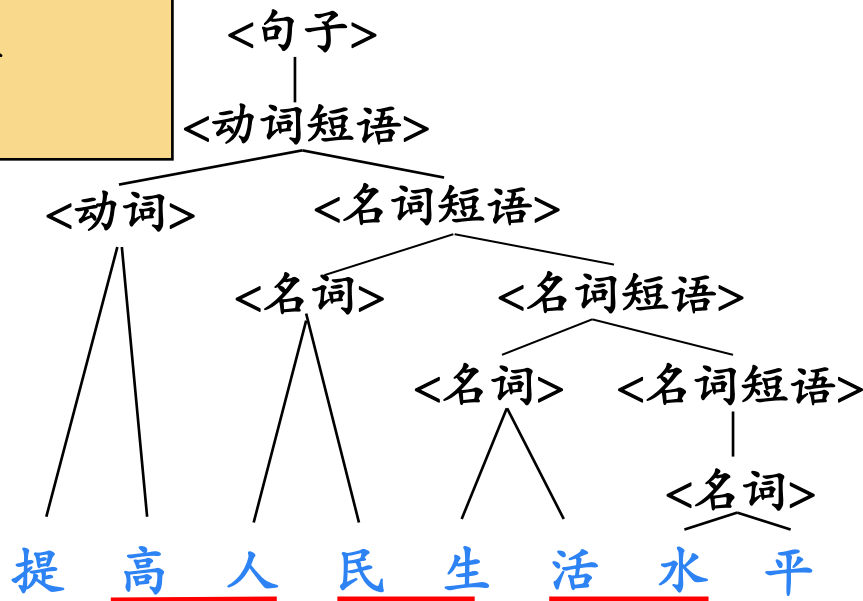 <句子>
<动词短语>
<动词> <名词短语>
<名词> <名词短语>
<名词> <名词短语>
<名词>
提 高 人 民 生 活 水 平